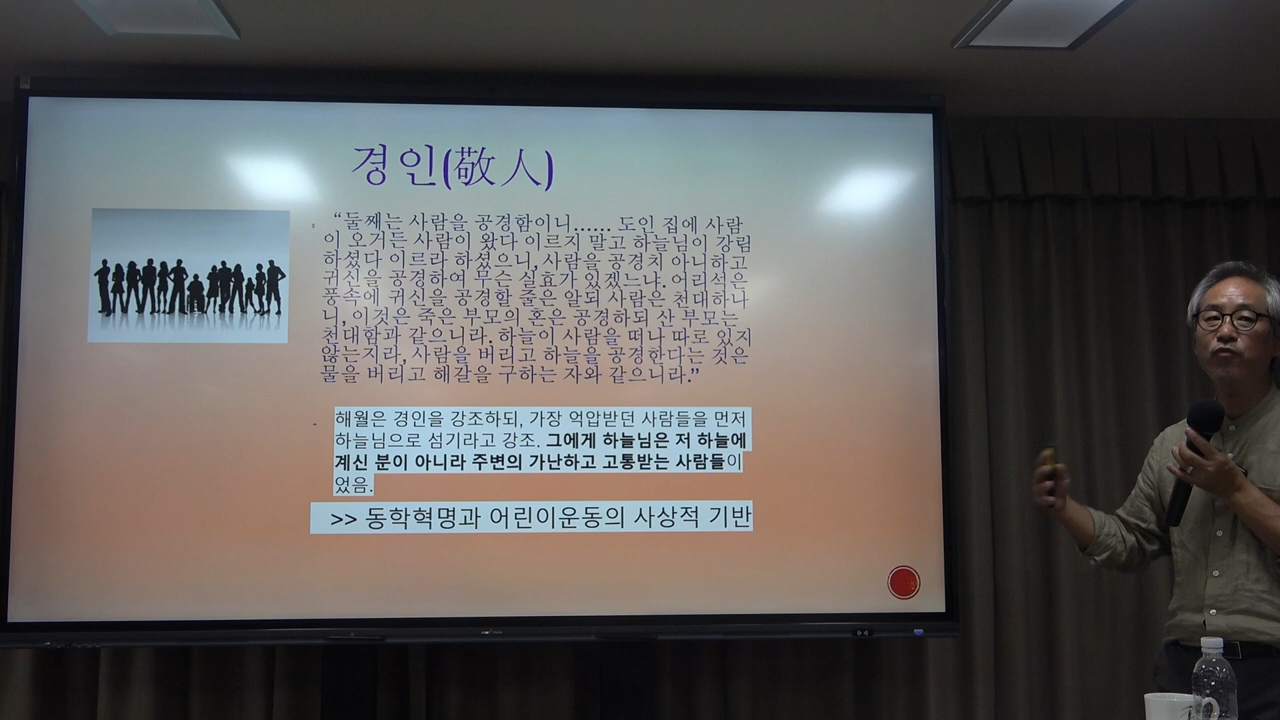 경인(敬人)
“둘째는 사람을 공경함이니…… 도인 집에 사람
이 오거든 사람이 왔다 이르지 말고 하늘님이 강림
하셨다 이르라 하셨으니, 사람을 공경치 아니하고
귀신을 공경하여 무슨 실효가 있겠느냐. 어리석은
풍속에 귀신을 공경할 줄은 알되 사람은 천대하나
니, 이것은 죽은 부모의 혼은 공경하되 산 부모는
천대함과 같으니라. 하늘이 사람을 떠나 따로 있지
않는지라, 사람을 버리고 하늘을 공경한다는 것은
물을 버리고 해갈을 구하는 자와 같으니라.”
해월은 경인을 강조하되, 가장 억압받던 사람들을 먼저
하늘님으로 섬기라고 강조. 그에게 하늘님은 저 하늘에
계신 분이 아니라 주변의 가난하고 고통받는 사람들이
었음.
>> 동학혁명과 어린이운동의 사상적 기반